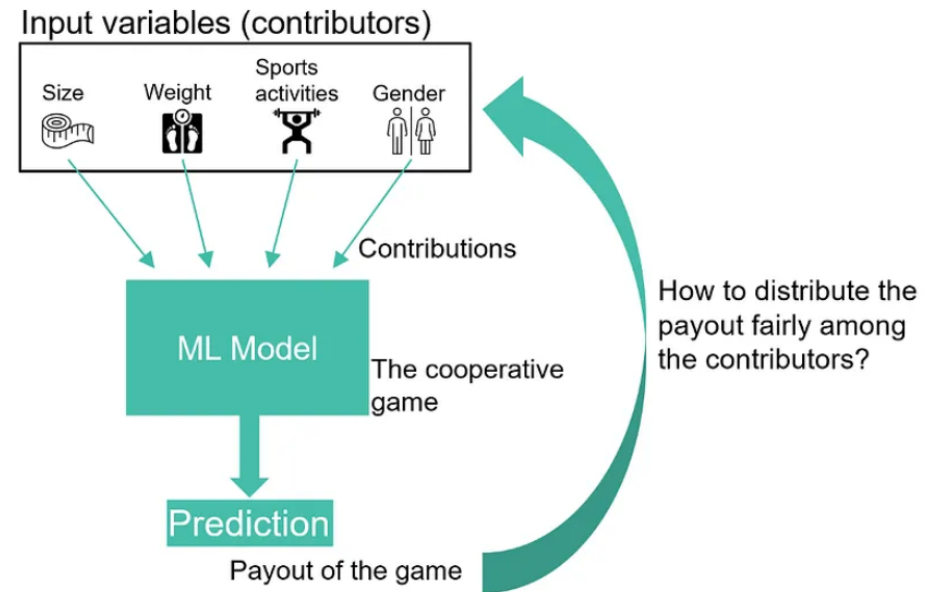 Input variables (contributors)
Size
Weight
Sports
activities
Gender
Contributions
ML Model
The cooperative
game
How to distribute the
payout fairly among
the contributors?
Prediction
Payout of the game